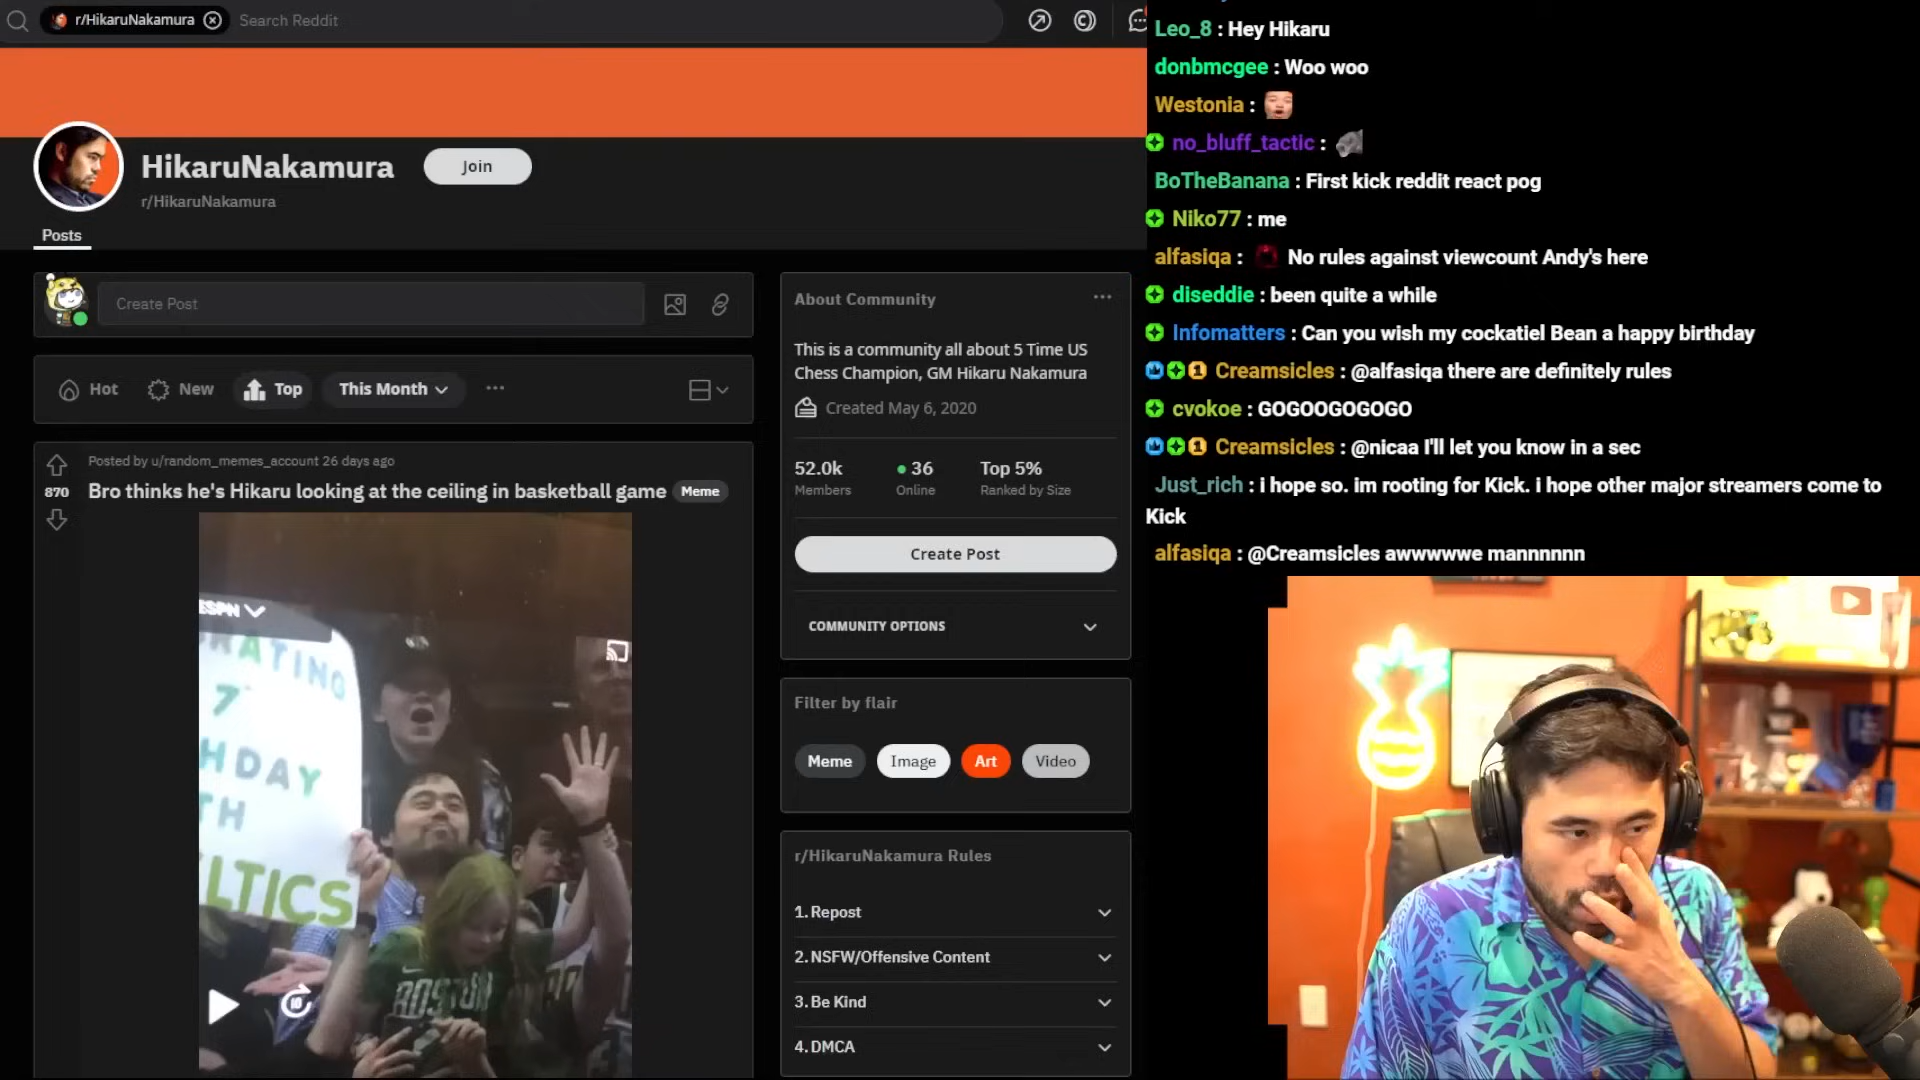 r/HikaruNakamura
Search Reddit
HikaruNakamura
Join
r/HikaruNakamura
Posts
Create Post
Hot
New
Top
This Month
Posted by u/random_memes_account 26 days ago
870
Bro thinks he's Hikaru looking at the ceiling in basketball game
Meme
ESPN
RATING
7
HDAY
TH
LTICS
BOSTON
10
About Community
This is a community all about 5 Time US
Chess Champion, GM Hikaru Nakamura
Created May 6, 2020
52.0k
36
Top 5%
Members
Online
Ranked by Size
Create Post
COMMUNITY OPTIONS
Filter by flair
Meme
Image
Art
Video
r/HikaruNakamura Rules
1. Repost
2. NSFW/Offensive Content
3. Be Kind
4. DMCA
Leo_8 : Hey Hikaru
donbmcgee : Woo woo
Westonia :
no_bluff_tactic :
BoTheBanana : First kick reddit react pog
Niko77 : me
alfasiqa : No rules against viewcount Andy's here
diseddie : been quite a while
Infomatters : Can you wish my cockatiel Bean a happy birthday
Creamsicles : @alfasiqa there are definitely rules
cvokoe : GOGOOGOGOGO
Creamsicles : @nicaa I'll let you know in a sec
Just_rich : i hope so. im rooting for Kick. i hope other major streamers come to
Kick
alfasiqa : @Creamsicles awwwwwe mannnnnn